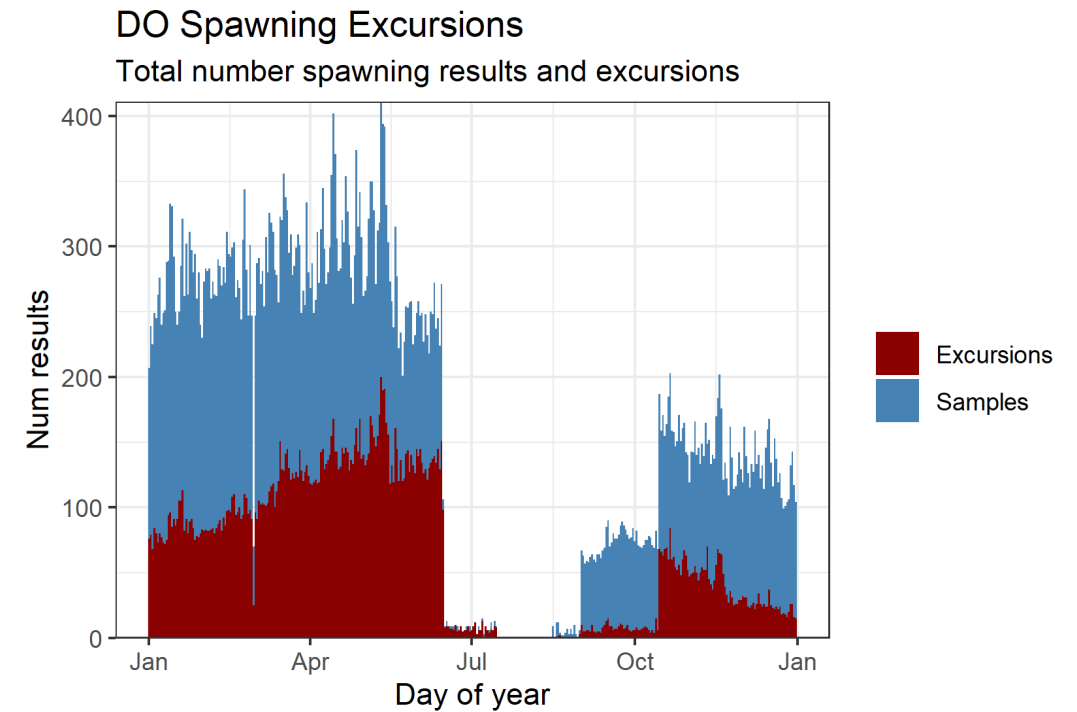 DO Spawning Excursions
Total number spawning results and excursions
400
300
200
100
0
Num results
Jan
Apr
Jul
Oct
Jan
Day of year
Excursions
Samples